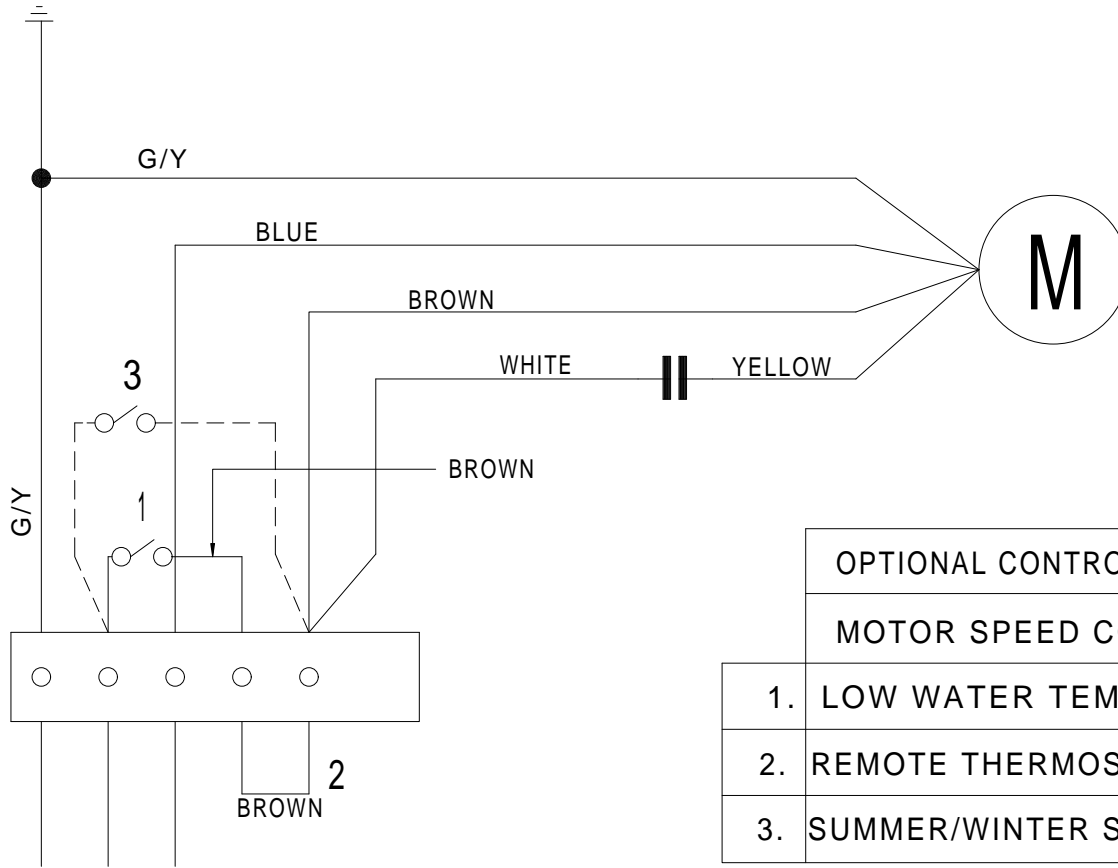 G/Y
BLUE
M
BROWN
WHITE
YELLOW
3
BROWN
G/Y
1
OPTIONAL CONTRO
MOTOR SPEED C
1. LOW WATER TEM
2. REMOTE THERMOS
2
BROWN
3. SUMMER/WINTER S